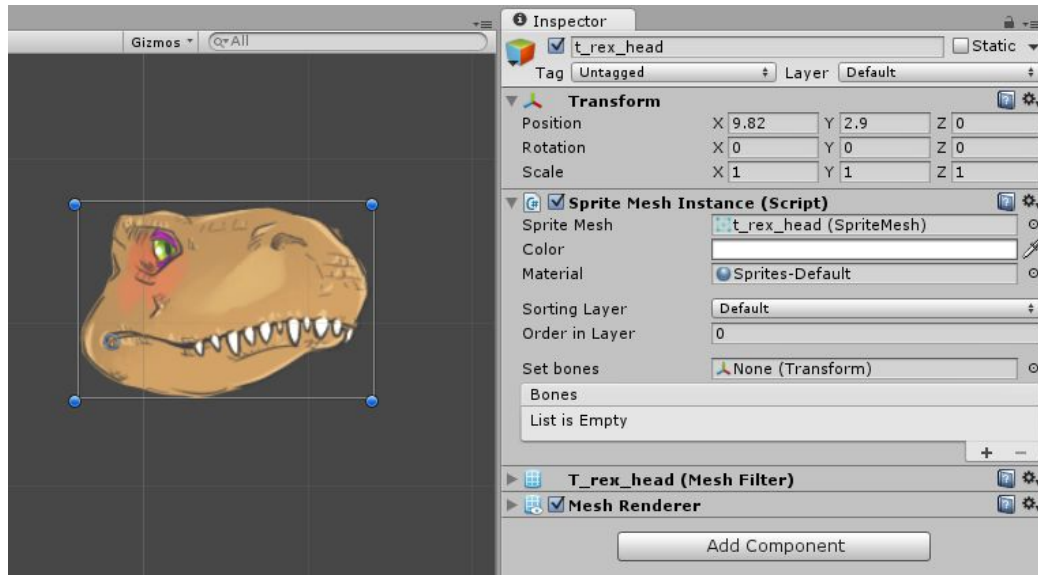 Gizmos All
Inspector
t_rex_head Static
Tag Untagged Layer Default
Transform
Position X 9.82 Y 2.9 Z 0
Rotation X 0 Y 0 Z 0
Scale X 1 Y 1 Z 1
Sprite Mesh Instance (Script)
Sprite Mesh t_rex_head (SpriteMesh)
Color
Material Sprites-Default
Sorting Layer Default
Order in Layer 0
Set bones None (Transform)
Bones
List is Empty
+ −
T_rex_head (Mesh Filter)
Mesh Renderer
Add Component